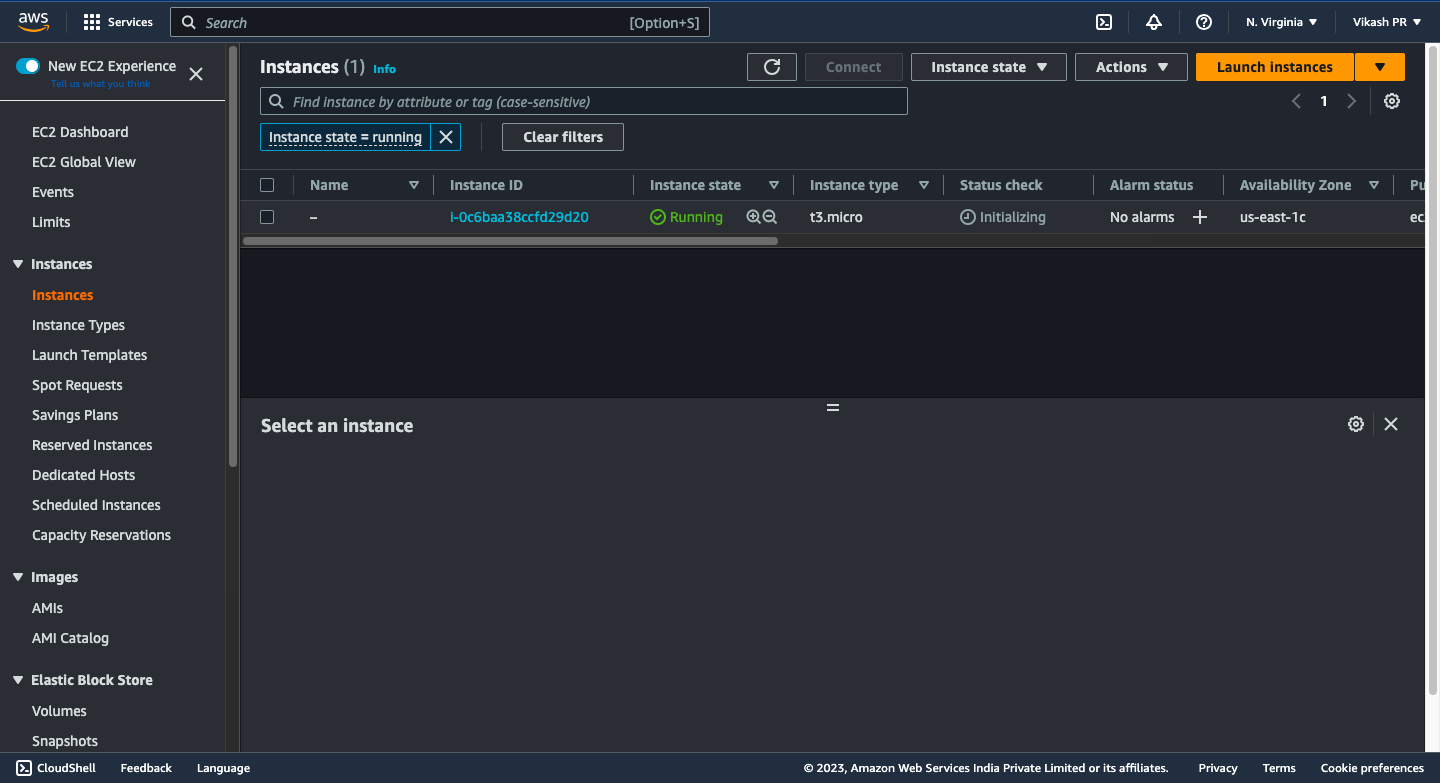 aws
Services
Search
[Option+S]
N. Virginia
Vikash PR
New EC2 Experience
Tell us what you think
EC2 Dashboard
EC2 Global View
Events
Limits
Instances
Instances
Instance Types
Launch Templates
Spot Requests
Savings Plans
Reserved Instances
Dedicated Hosts
Scheduled Instances
Capacity Reservations
Images
AMIs
AMI Catalog
Elastic Block Store
Volumes
Snapshots
Instances (1) Info
Connect
Instance state
Actions
Launch instances
Find instance by attribute or tag (case-sensitive)
1
Instance state = running
Clear filters
Name Instance ID Instance state Instance type Status check Alarm status Availability Zone Pu
– i-0c6baa38ccfd29d20 Running t3.micro Initializing No alarms + us-east-1c ec
Select an instance
CloudShell Feedback Language © 2023, Amazon Web Services India Private Limited or its affiliates. Privacy Terms Cookie preferences